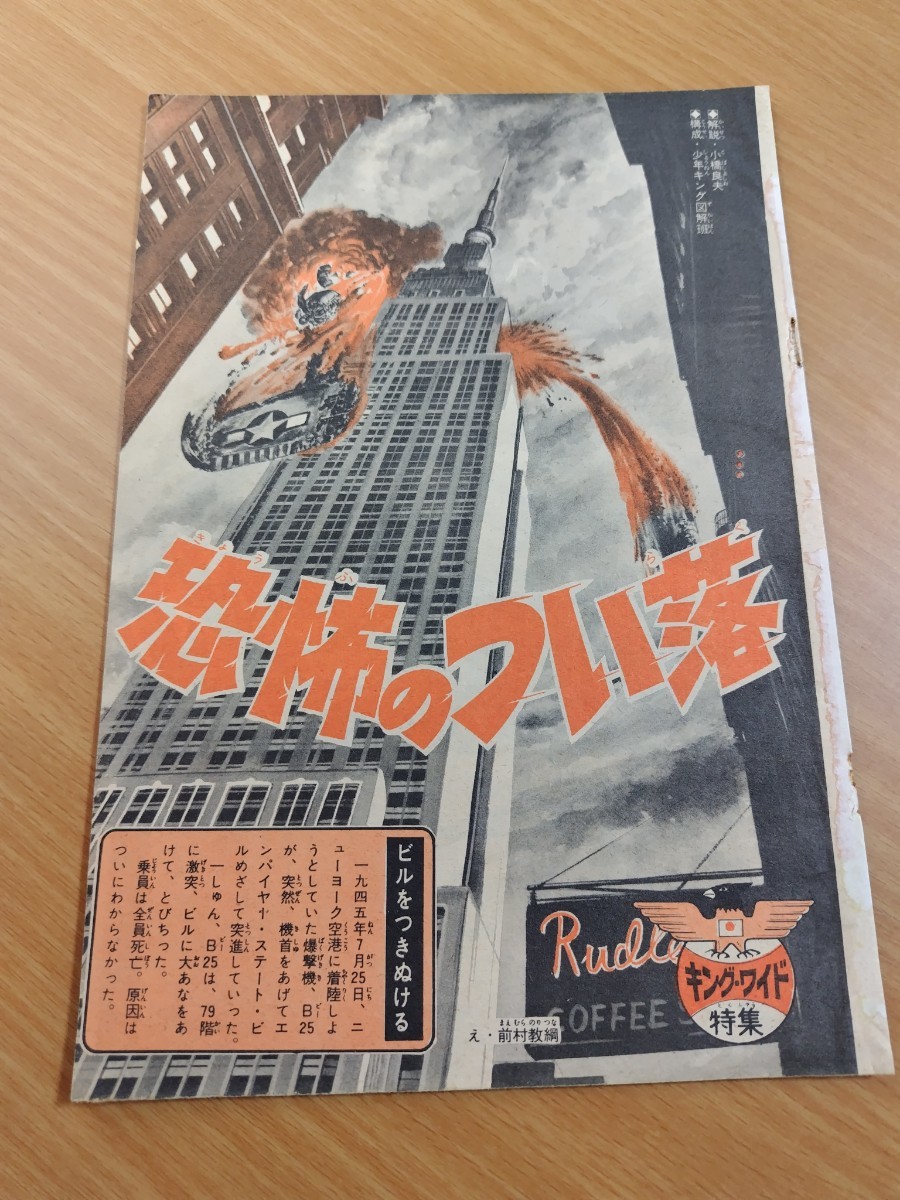 ◆解説・小橋良夫
◆構成・少年キング図解班
恐怖のつい落
ビルをつきぬける
一九四五年7月25日、ニ
ューヨーク空港に着陸しよ
うとしていた爆撃機、B25
が、突然、機首をあげてエ
ンパイヤー・ステート・ビ
ルめざして突進していった。
一しゅん、B25は、79階
に激突、ビルに大あなをあ
けて、とびちった。
乗員は全員死亡。原因は
ついにわからなかった。
え・前村教綱
COFFEE
キング・ワイド
特集